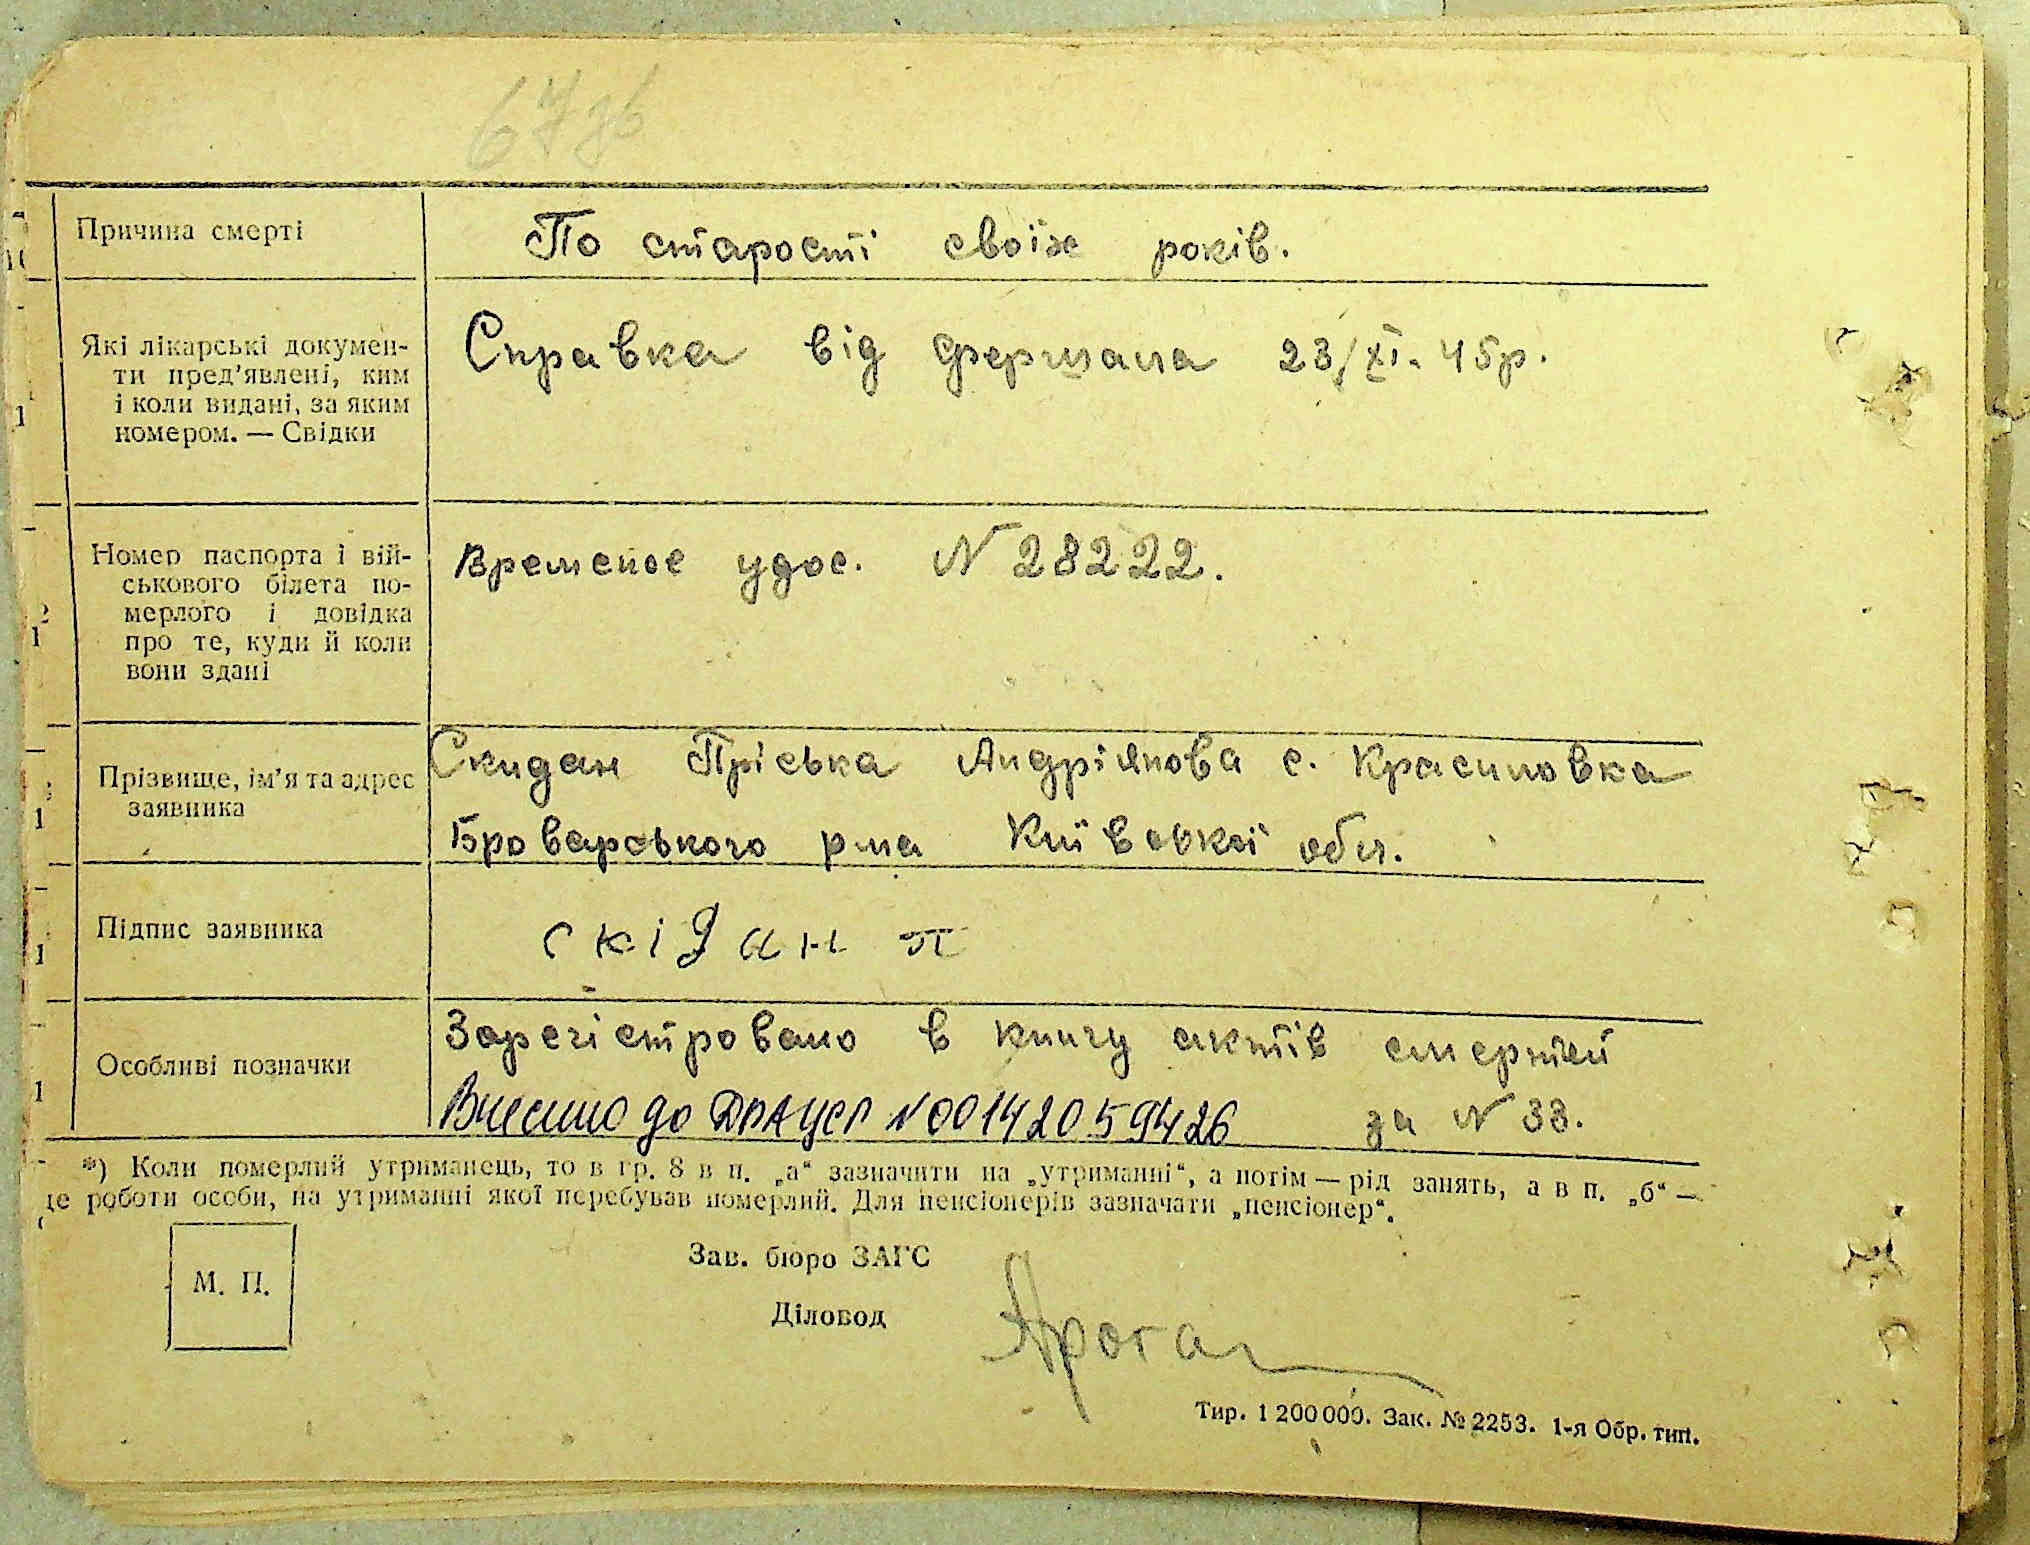 67зв
Причина смерті
По старості своїх років.
Які лікарські докумен-
ти пред'явлені, ким
і коли видані, за яким
номером. — Свідки
Справка від фершала 23/XI. 45р.
Номер паспорта і вій-
ськового білета по-
мерлого і довідка
про те, куди й коли
вони здані
Временое удос. N 28222.
Прізвище, ім'я та адрес
заявника
Скидан Пріська Андріянова с. Красиловка
Броварського р-на Київської обл.
Підпис заявника
скідан п
Особливі позначки
Зарегістровано в книгу актів смертей
за N 33.
Внесено до ДРАЦСГ N00142059426
*) Коли померлий утриманець, то в гр. 8 в п. „а“ зазначити на „утриманні“, а потім — рід занять, а в п. „б“ —
це роботи особи, на утриманні якої перебував померлий. Для пенсіонерів зазначати „пенсіонер“.
М. П.
Зав. бюро ЗАГС
Діловод
Тир. 1 200 000. Зак. № 2253. 1-я Обр. тип.